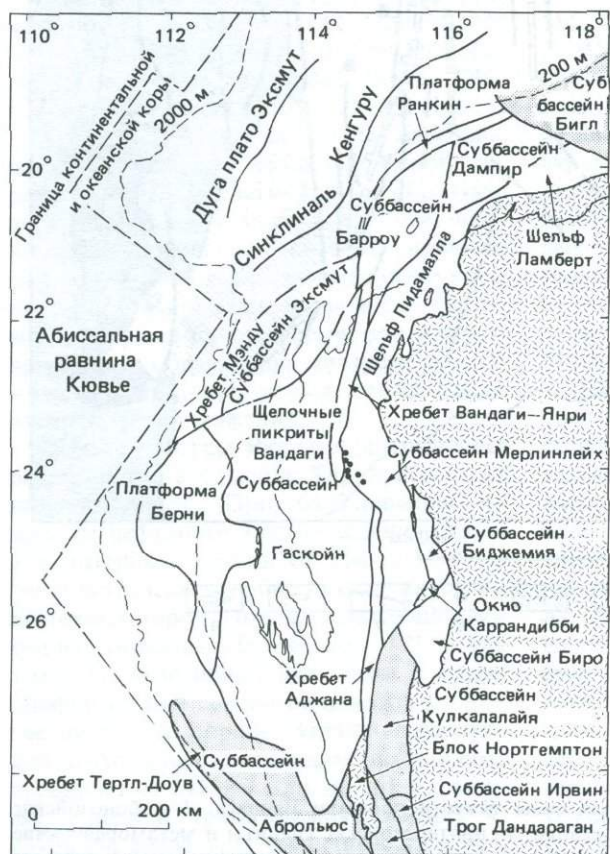 110°
112°
114°
116°
118°
Граница континентальной
и океанской коры
2000 м
Дуга плато Эксмут
Синклиналь Кенгуру
Платформа
Ранкин
200 м
Суб
бассейн
Бигл
20°
Суббассейн
Дампир
Суббассейн
Барроу
Шельф
Ламберт
Шельф Пидамалла
22°
Абиссальная
равнина
Кювье
Хребет Мэнду
Суббассейн Эксмут
Щелочные
пикриты
Вандаги
Хребет Вандаги—Янри
24°
Суббассейн Мерлинлейх
Платформа
Берни
Суббассейн
Гаскойн
Суббассейн
Биджемия
Окно
Каррандибби
26°
Суббассейн Биро
Хребет
Аджана
Суббассейн
Кулкалалайя
Блок Нортгемптон
Суббассейн
Аброльюс
Хребет Тертл-Доув
200 км
0
Суббассейн Ирвин
Трог Дандараган